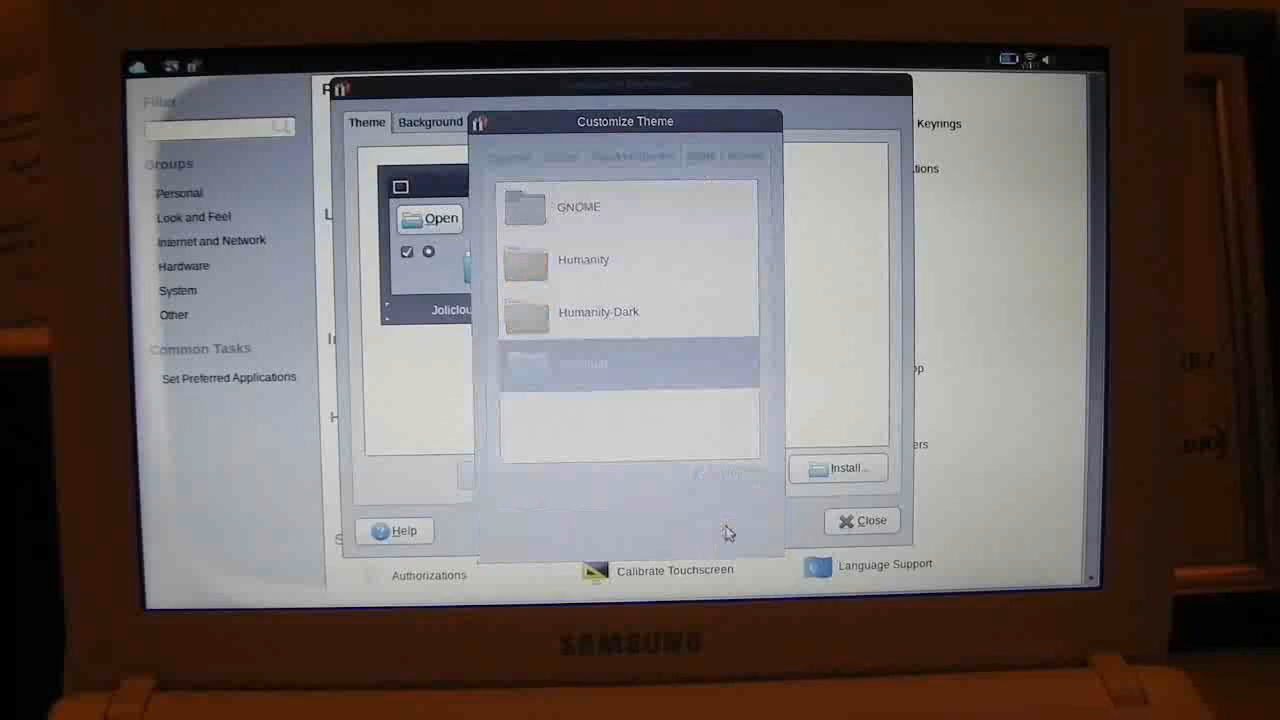 Filter
Groups
Personal
Look and Feel
Internet and Network
Hardware
System
Other
Common Tasks
Set Preferred Applications
Theme
Background
Open
Customize Theme
GNOME
Humanity
Humanity-Dark
Keyrings
Install...
Help
Close
Authorizations
Calibrate Touchscreen
Language Support
SAMSUNG